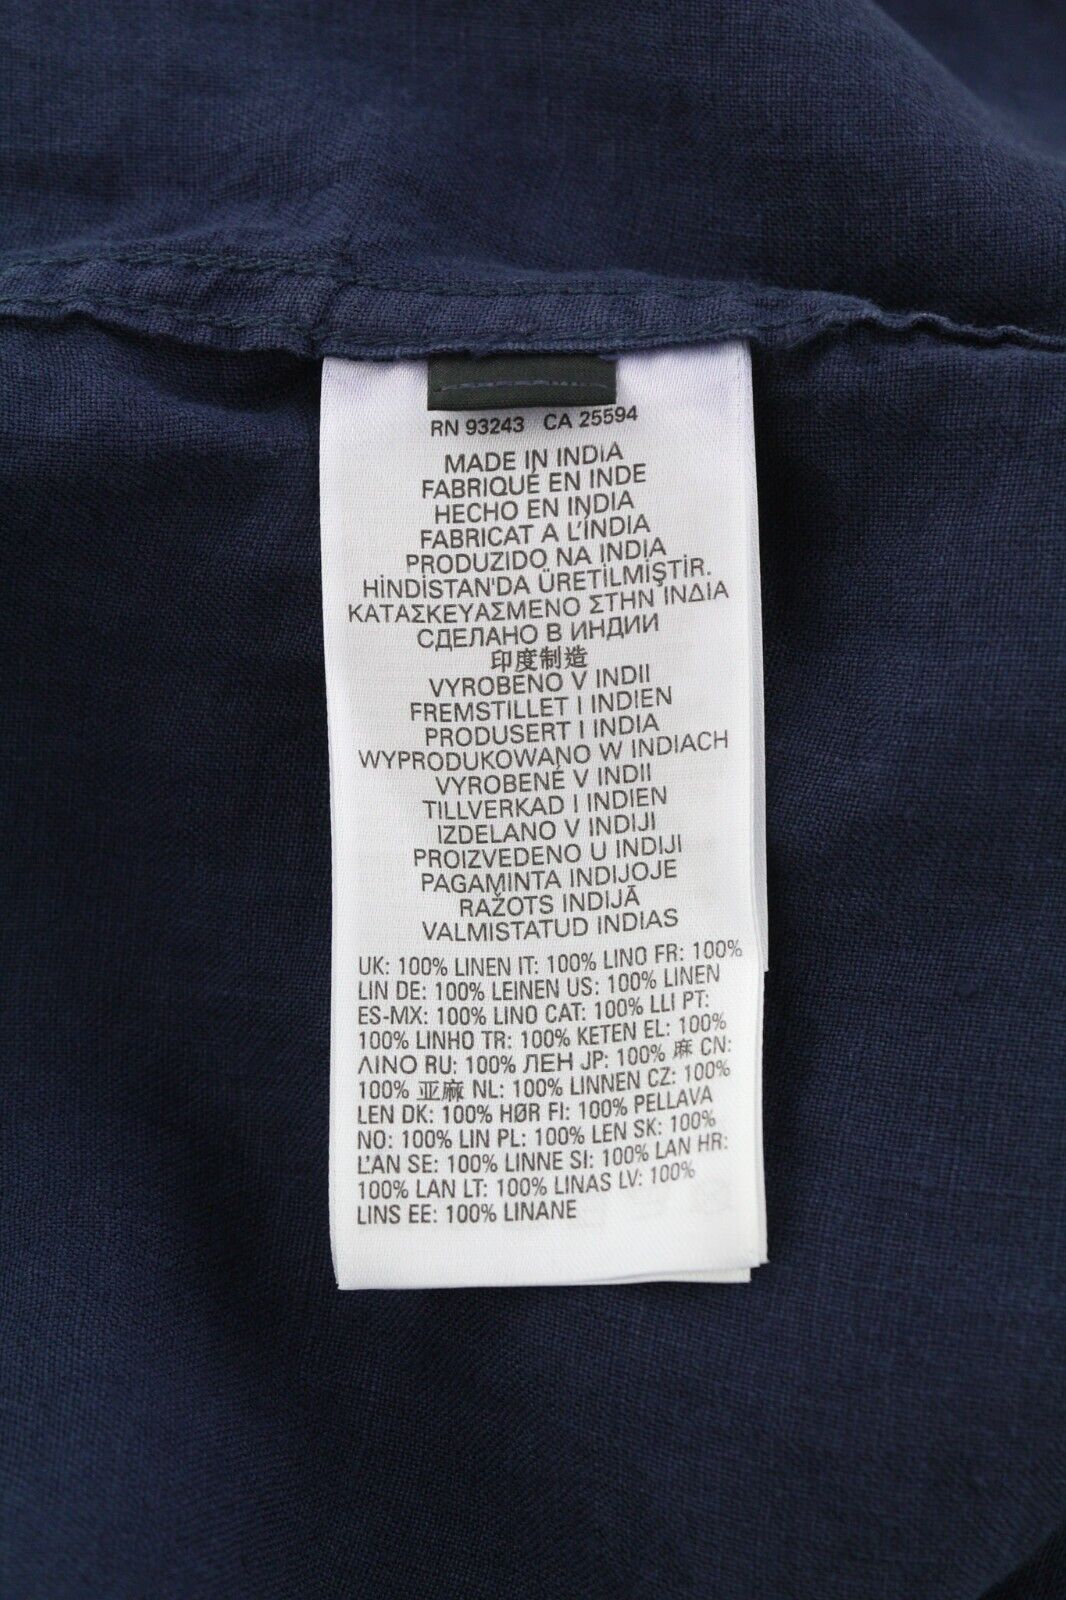 RN 93243 CA 25594
MADE IN INDIA
FABRIQUÉ EN INDE
HECHO EN INDIA
FABRICAT A L'ÍNDIA
PRODUZIDO NA INDIA
HİNDİSTAN'DA ÜRETİLMİŞTİR.
ΚΑΤΑΣΚΕΥΑΣΜΕΝΟ ΣΤΗΝ ΙΝΔΙΑ
СДЕЛАНО В ИНДИИ
印度制造
VYROBENO V INDII
FREMSTILLET I INDIEN
PRODUSERT I INDIA
WYPRODUKOWANO W INDIACH
VYROBENÉ V INDII
TILLVERKAD I INDIEN
IZDELANO V INDIJI
PROIZVEDENO U INDIJI
PAGAMINTA INDIJOJE
RAŽOTS INDIJĀ
VALMISTATUD INDIAS
UK: 100% LINEN IT: 100% LINO FR: 100%
LIN DE: 100% LEINEN US: 100% LINEN
ES-MX: 100% LINO CAT: 100% LLI PT:
100% LINHO TR: 100% KETEN EL: 100%
ΛΙΝΟ RU: 100% ЛЕН JP: 100% 麻 CN:
100% 亚麻 NL: 100% LINNEN CZ: 100%
LEN DK: 100% HØR FI: 100% PELLAVA
NO: 100% LIN PL: 100% LEN SK: 100%
ĽAN SE: 100% LINNE SI: 100% LAN HR:
100% LAN LT: 100% LINAS LV: 100%
LINS EE: 100% LINANE